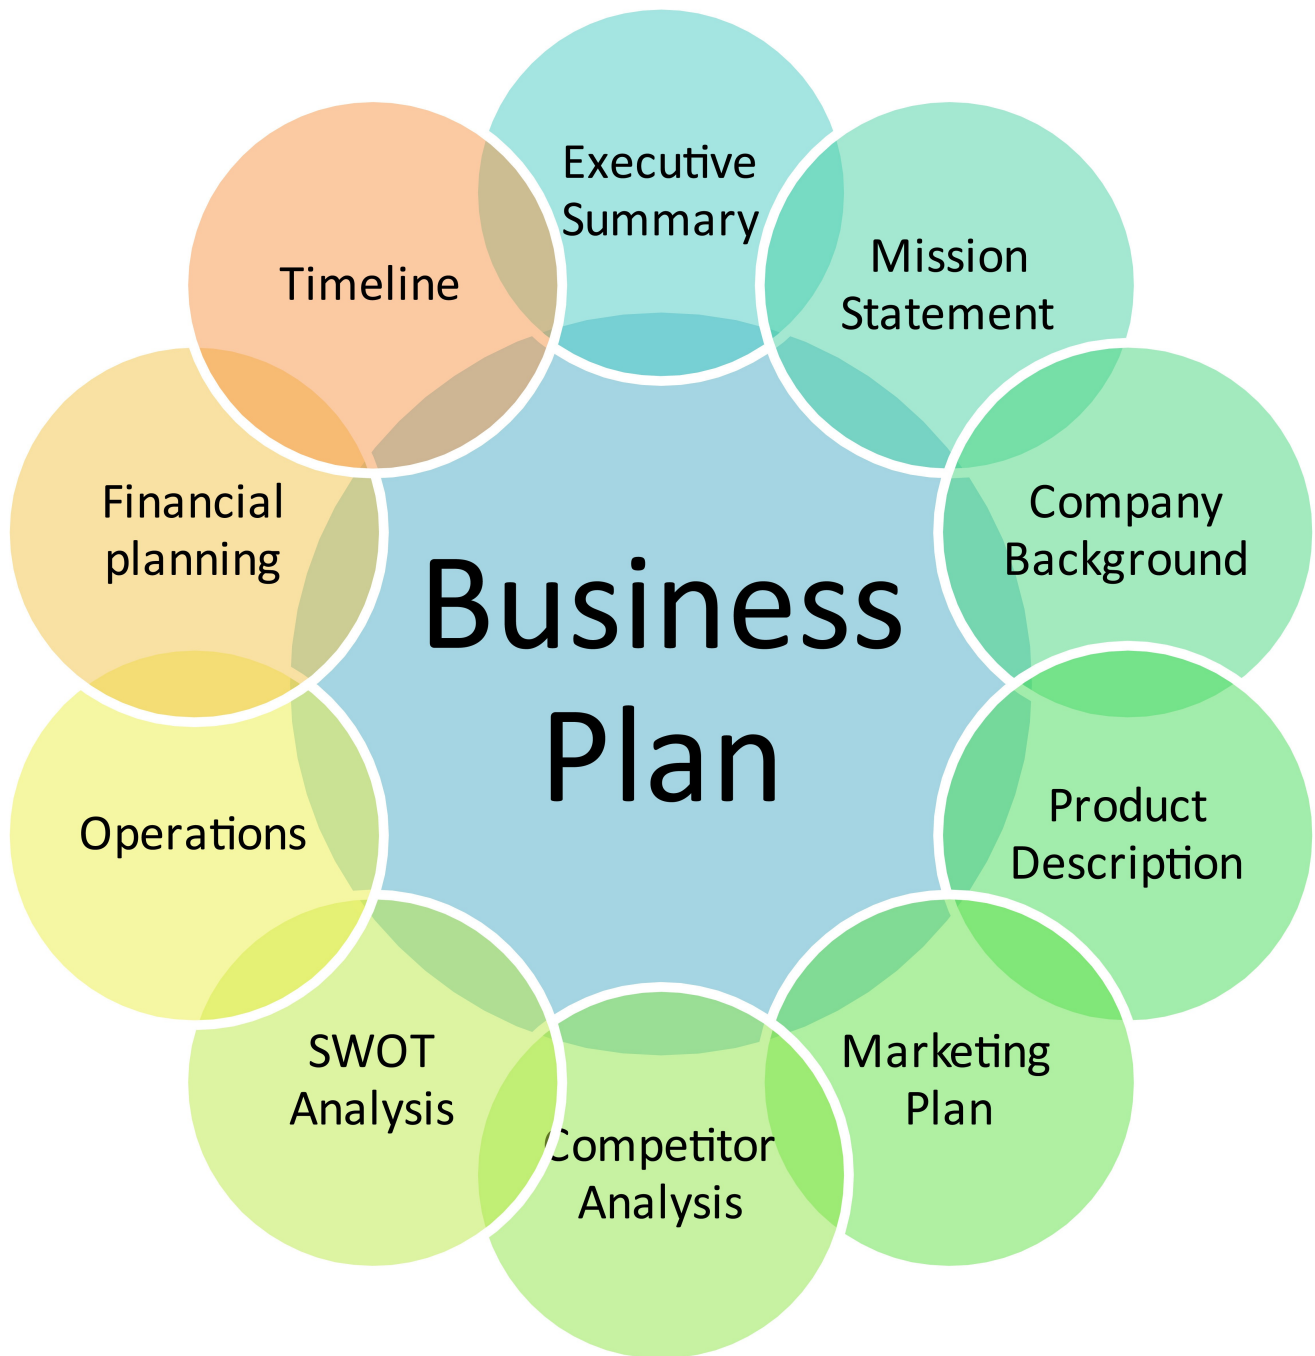 Executive
Summary
Mission
Statement
Company
Background
Product
Description
Marketing
Plan
Competitor
Analysis
SWOT
Analysis
Operations
Financial
planning
Timeline
Business
Plan